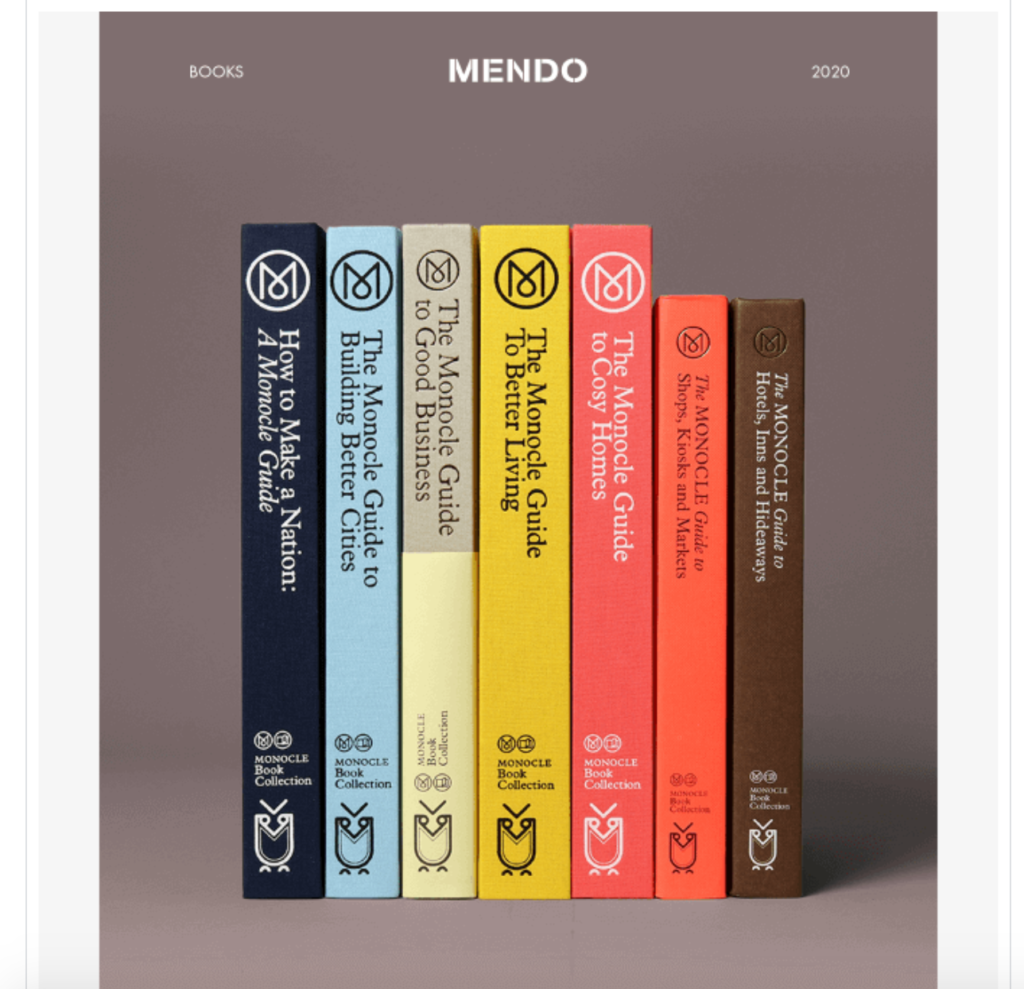 BOOKS
MENDO
2020
How to Make a Nation:
A Monocle Guide
MONOCLE
Book
Collection
The Monocle Guide to
Building Better Cities
MONOCLE
Book
Collection
The Monocle Guide
to Good Business
MONOCLE
Book
Collection
The Monocle Guide
To Better Living
MONOCLE
Book
Collection
The Monocle Guide
to Cosy Homes
MONOCLE
Book
Collection
The MONOCLE Guide to
Shops, Kiosks and Markets
MONOCLE
Book
Collection
The MONOCLE Guide to
Hotels, Inns and Hideaways
MONOCLE
Book
Collection